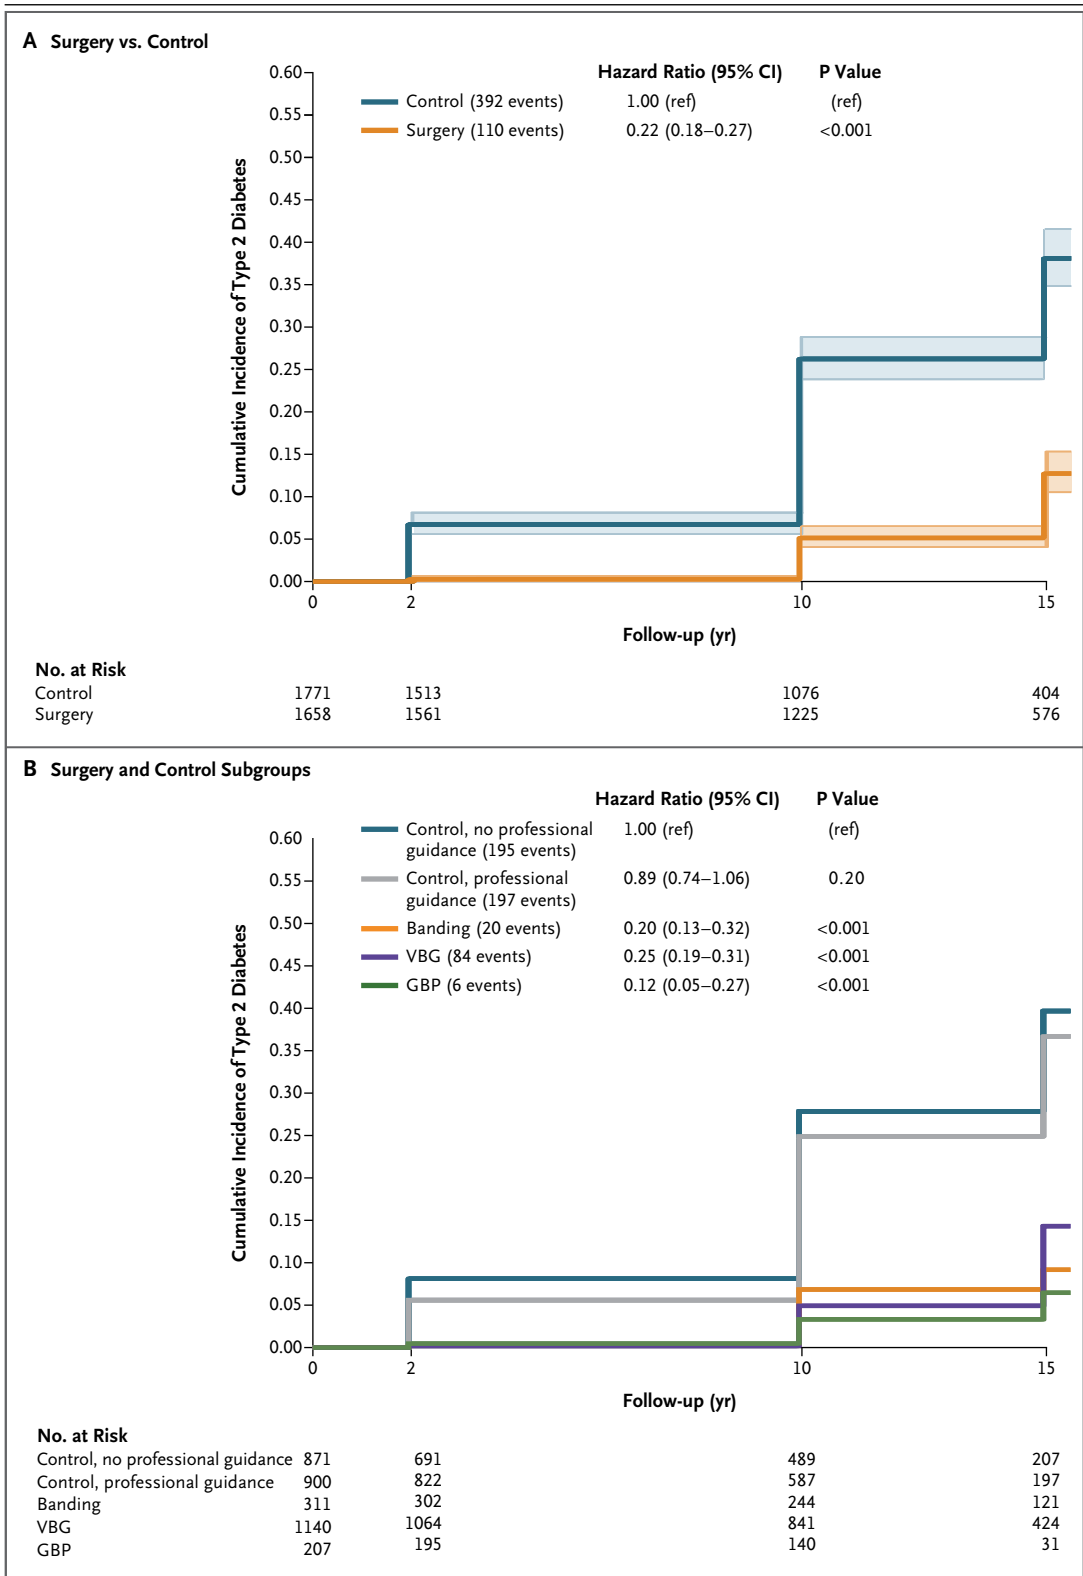 A Surgery vs. Control
Hazard Ratio (95% CI) P Value
Control (392 events) 1.00 (ref) (ref)
Surgery (110 events) 0.22 (0.18–0.27) <0.001
Cumulative Incidence of Type 2 Diabetes
0.60
0.55
0.50
0.45
0.40
0.35
0.30
0.25
0.20
0.15
0.10
0.05
0.00
0 2 10 15
Follow-up (yr)
No. at Risk
Control 1771 1513 1076 404
Surgery 1658 1561 1225 576
B Surgery and Control Subgroups
Hazard Ratio (95% CI) P Value
Control, no professional 1.00 (ref) (ref)
guidance (195 events)
Control, professional 0.89 (0.74–1.06) 0.20
guidance (197 events)
Banding (20 events) 0.20 (0.13–0.32) <0.001
VBG (84 events) 0.25 (0.19–0.31) <0.001
GBP (6 events) 0.12 (0.05–0.27) <0.001
Cumulative Incidence of Type 2 Diabetes
0.60
0.55
0.50
0.45
0.40
0.35
0.30
0.25
0.20
0.15
0.10
0.05
0.00
0 2 10 15
Follow-up (yr)
No. at Risk
Control, no professional guidance 871 691 489 207
Control, professional guidance 900 822 587 197
Banding 311 302 244 121
VBG 1140 1064 841 424
GBP 207 195 140 31